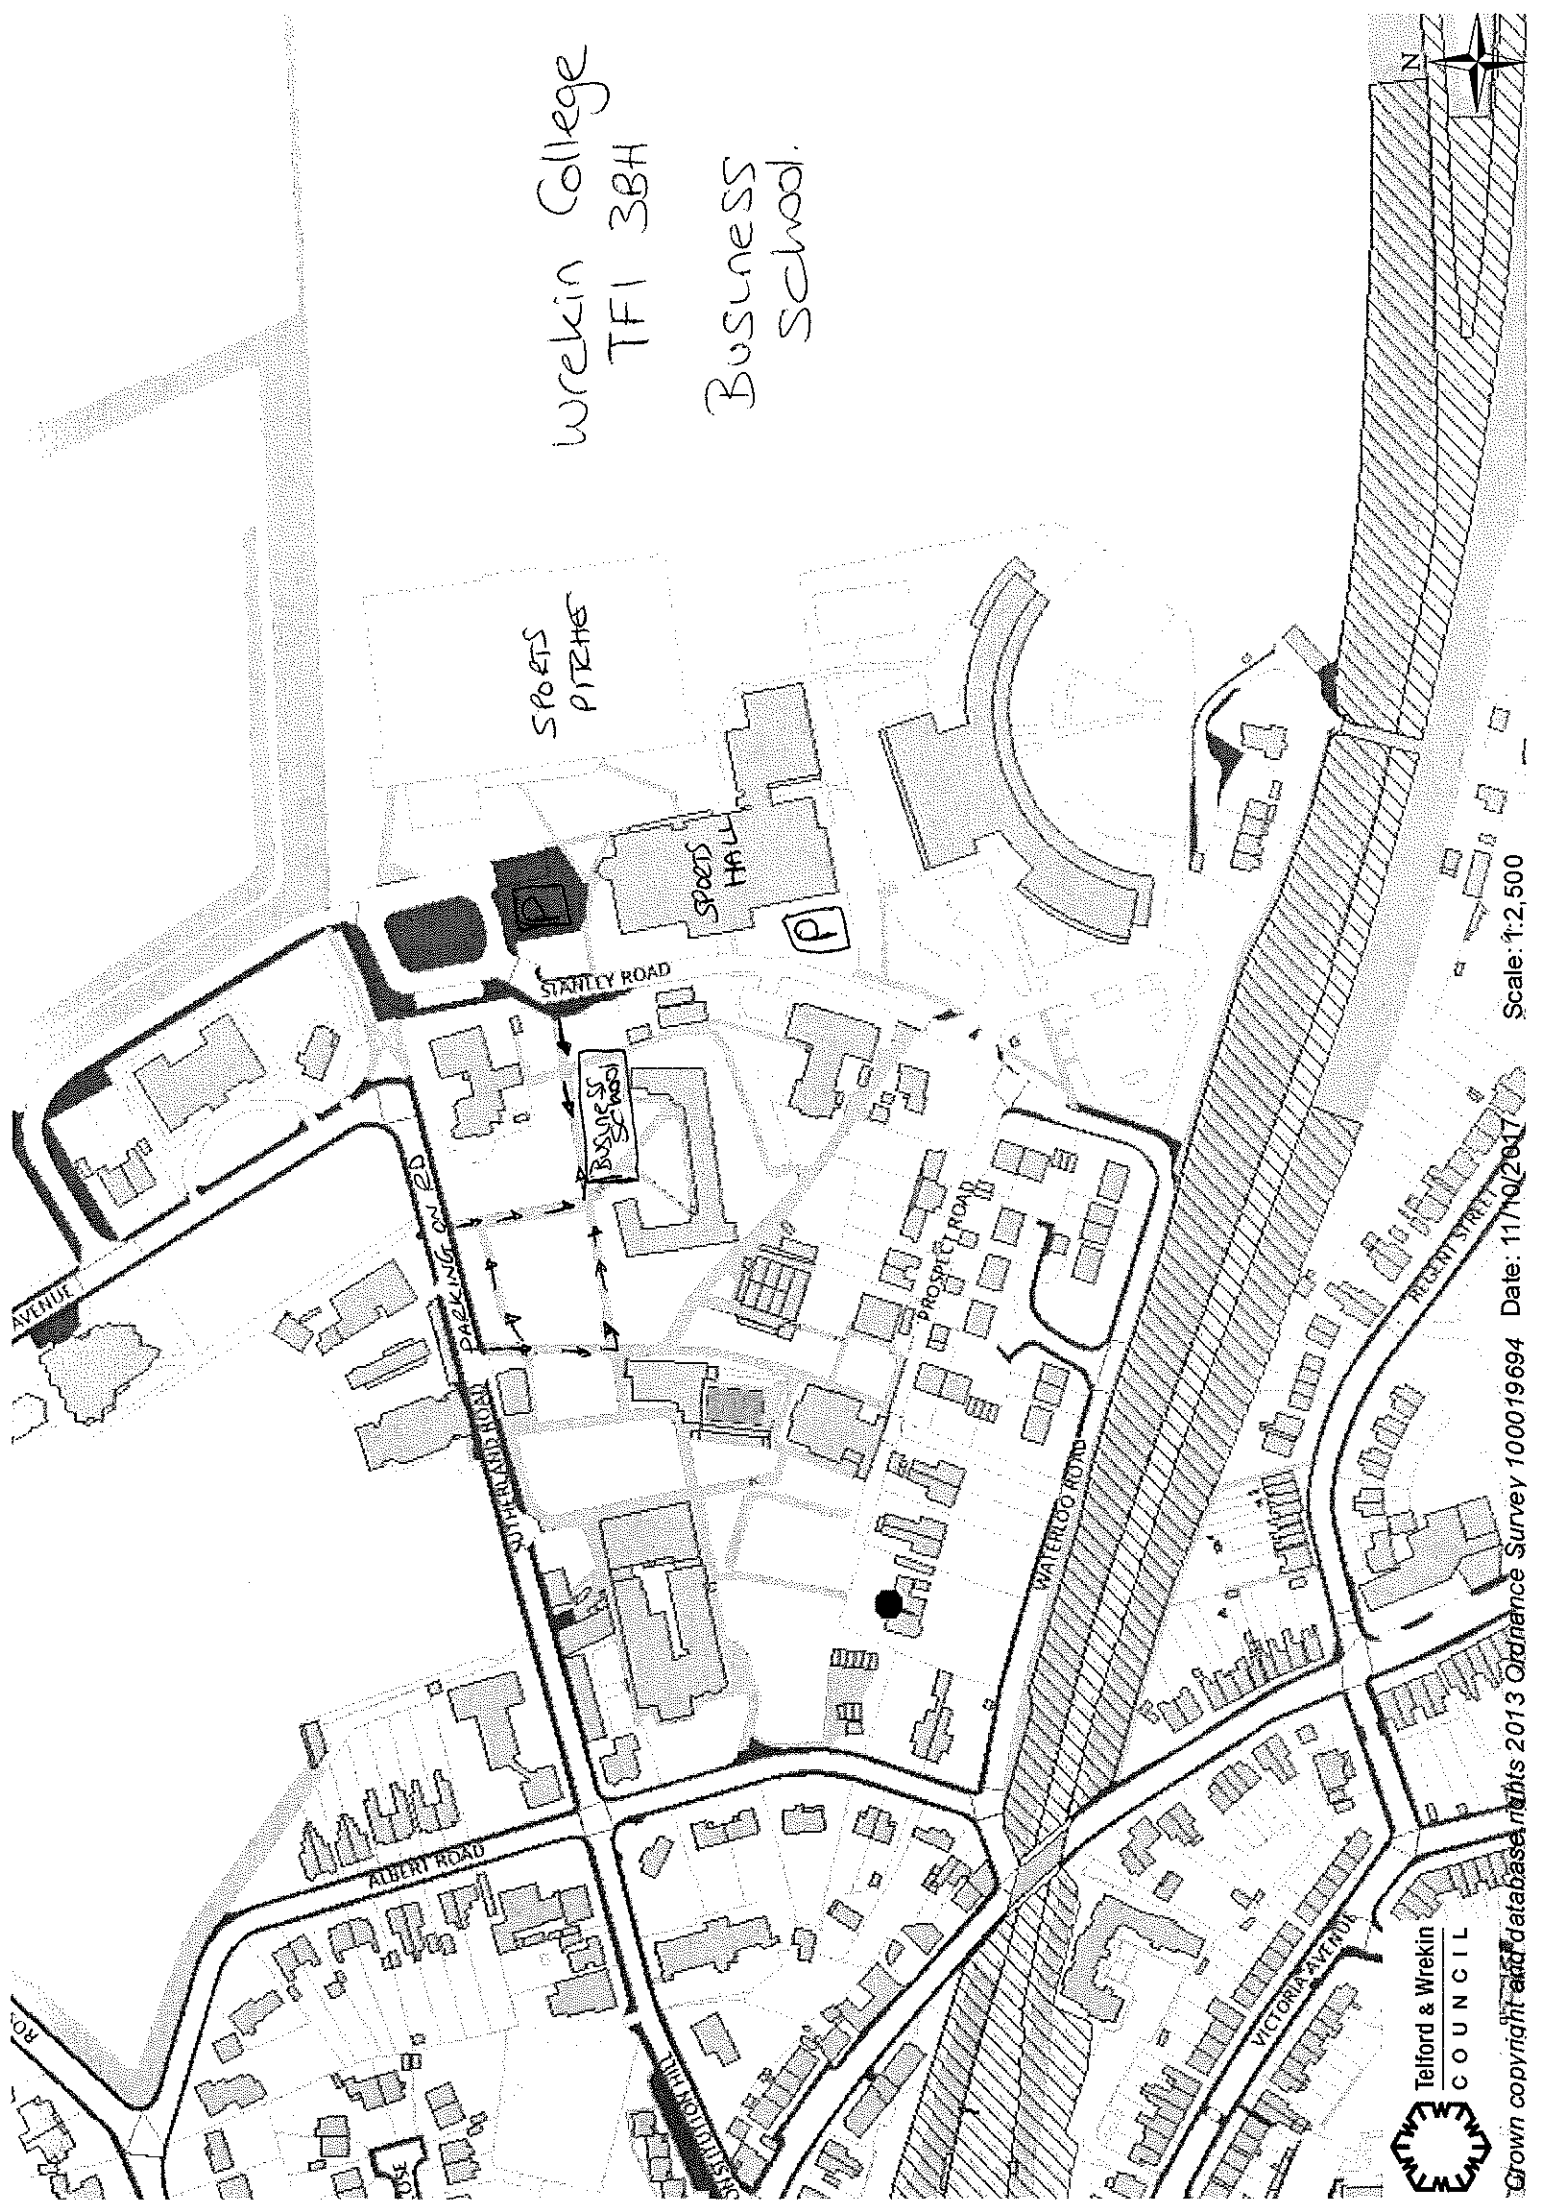 Wrekin College
TF1 3BH
Business
School.
SPORTS
PITCHES
SPORTS
HALL
P
P
STANLEY ROAD
BUSINESS
School
PARKING ON RD
AVENUE
SUTHERLAND ROAD
PROSPECT ROAD
WATERLOO ROAD
REGENT STREET
ALBERT ROAD
CONSTITUTION HILL
VICTORIA AVENUE
N
Telford & Wrekin
COUNCIL
Scale: 1:2,500
Crown copyright and database rights 2013 Ordnance Survey 100019694 Date: 11/10/2017